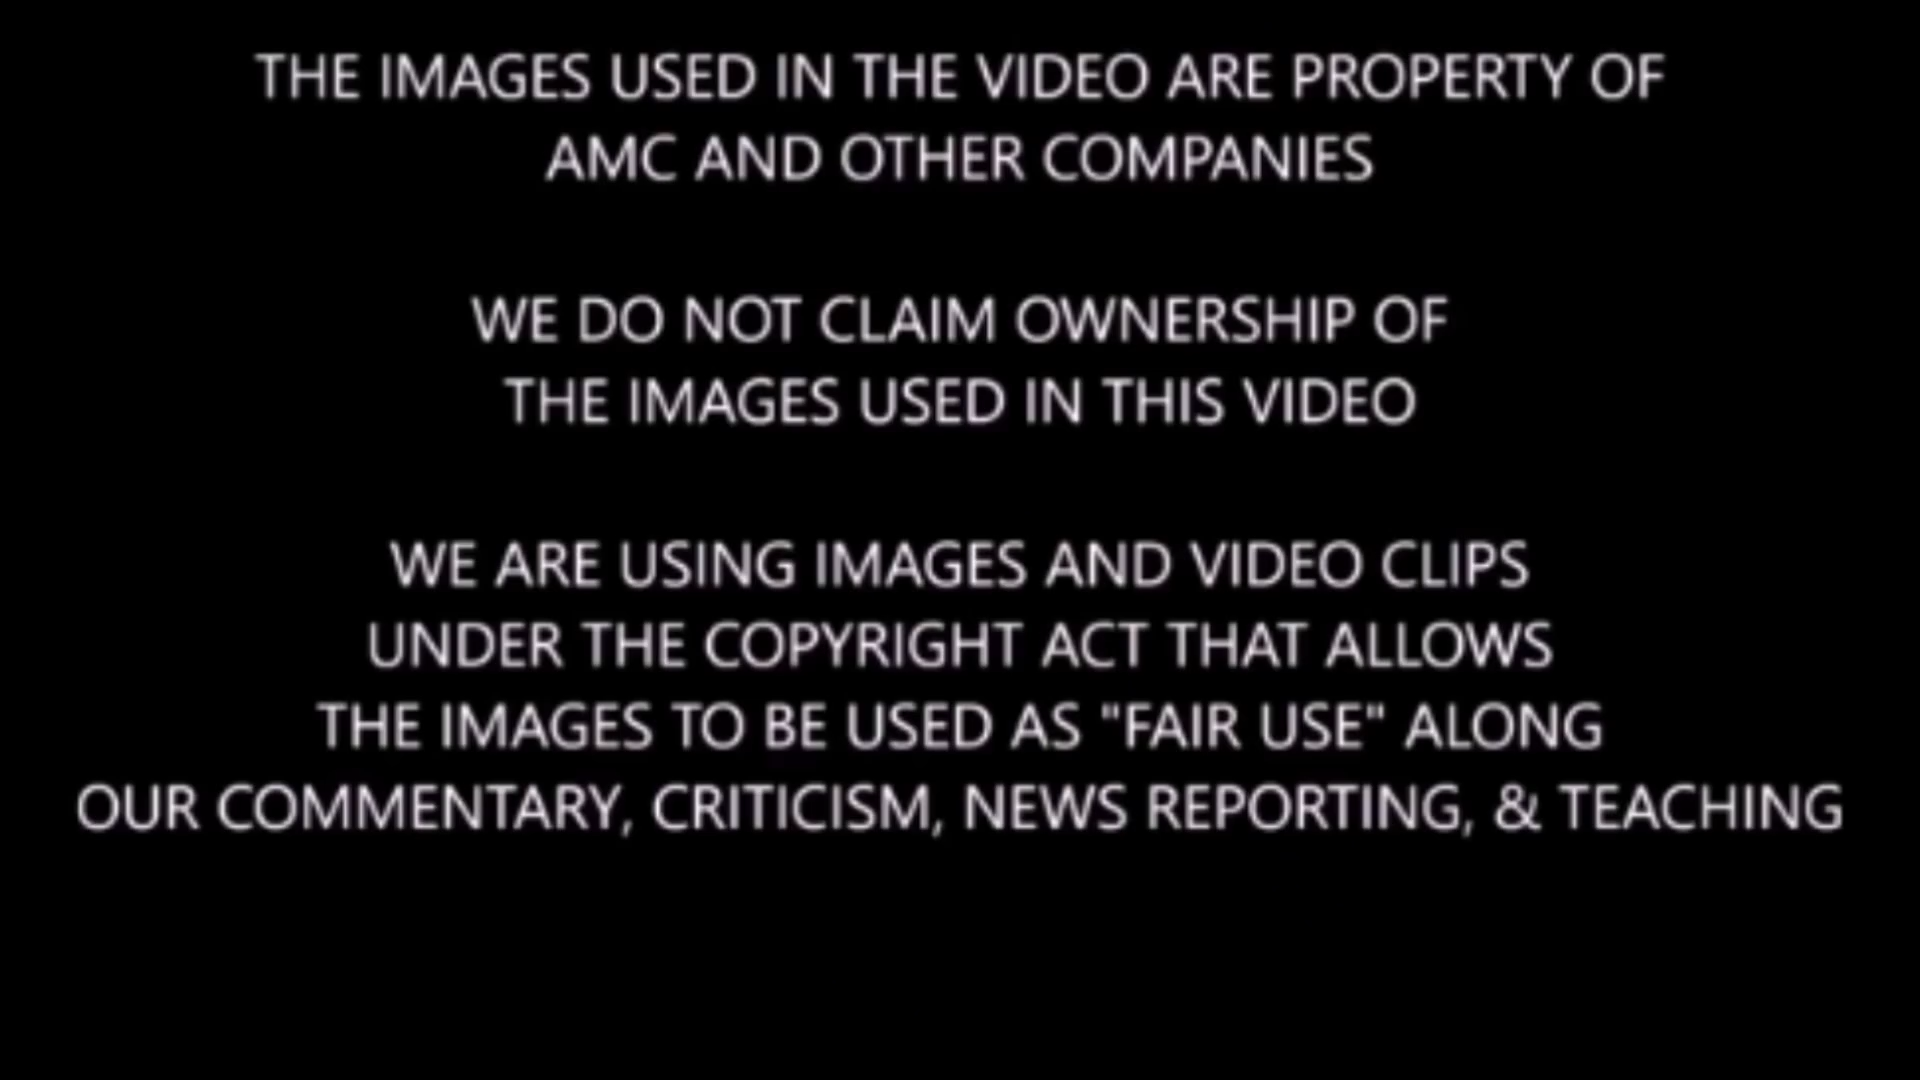 THE IMAGES USED IN THE VIDEO ARE PROPERTY OF
AMC AND OTHER COMPANIES
WE DO NOT CLAIM OWNERSHIP OF
THE IMAGES USED IN THIS VIDEO
WE ARE USING IMAGES AND VIDEO CLIPS
UNDER THE COPYRIGHT ACT THAT ALLOWS
THE IMAGES TO BE USED AS "FAIR USE" ALONG
OUR COMMENTARY, CRITICISM, NEWS REPORTING, & TEACHING